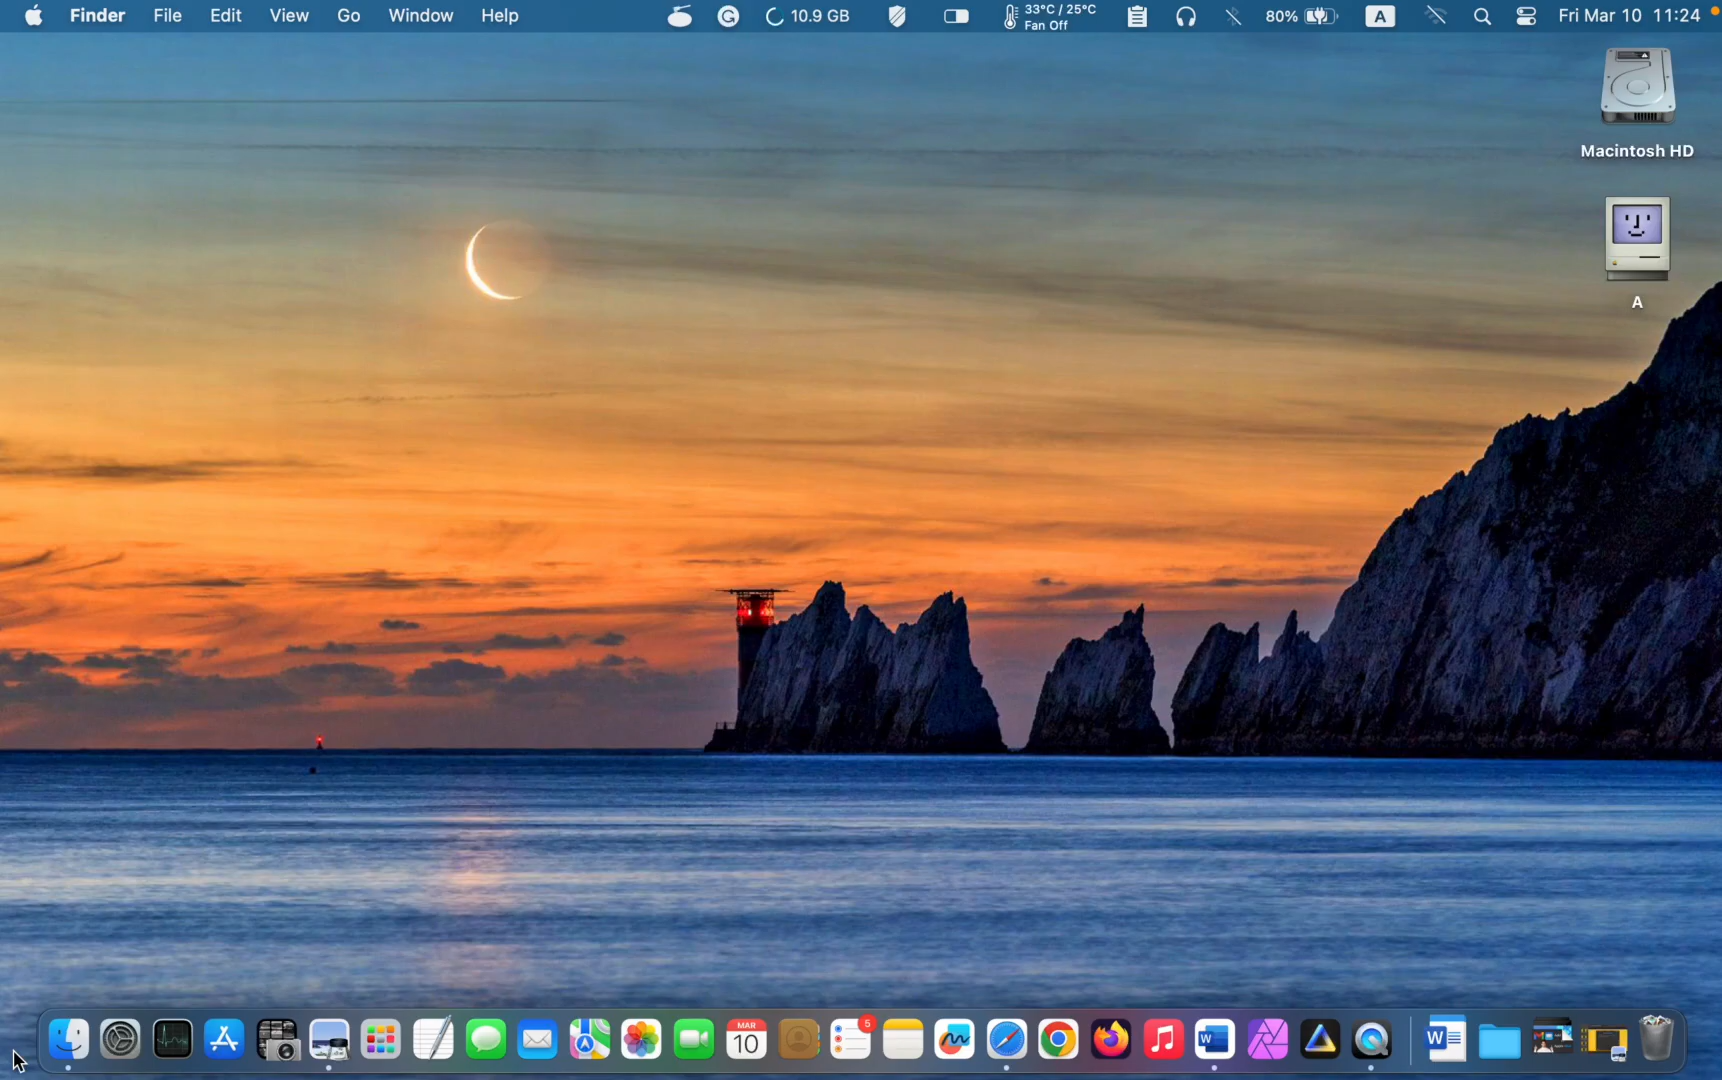 Finder File Edit View Go Window Help 10.9 GB 33°C / 25°C 80% A Fri Mar 10 11:24
Fan Off
Macintosh HD
A
MAR
10
5
W
W